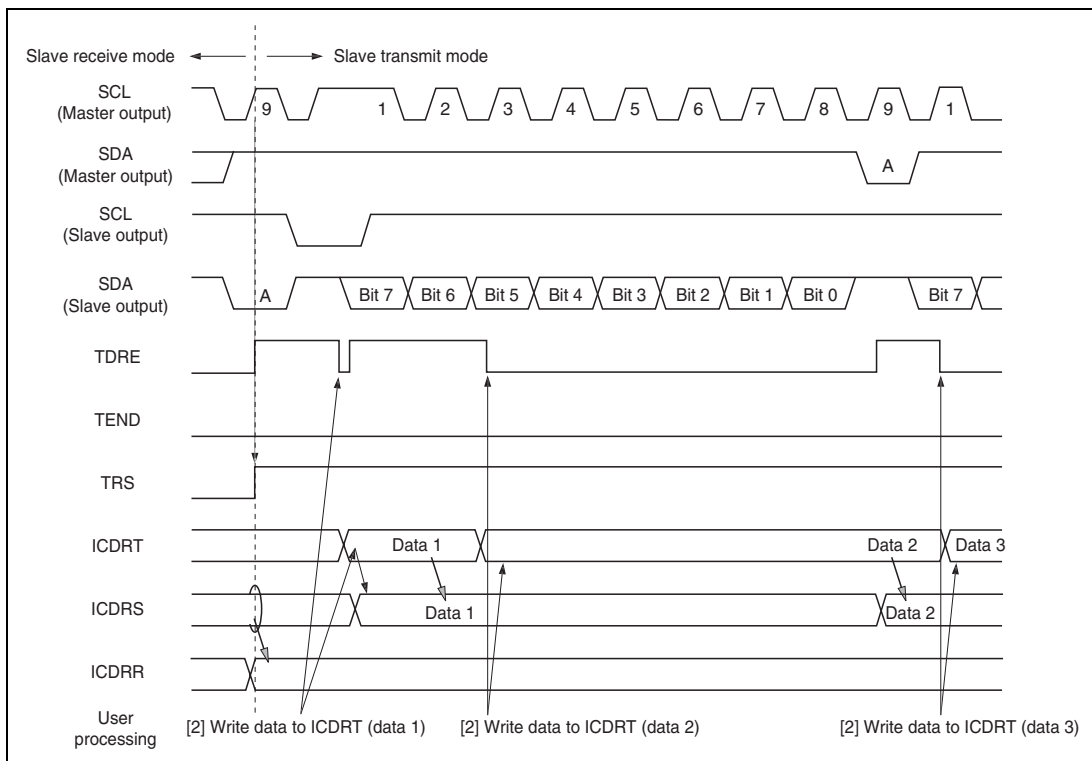 Slave receive mode Slave transmit mode
SCL
(Master output)
9 1 2 3 4 5 6 7 8 9 1
SDA
(Master output)
A
SCL
(Slave output)
SDA
(Slave output)
A Bit 7 Bit 6 Bit 5 Bit 4 Bit 3 Bit 2 Bit 1 Bit 0 Bit 7
TDRE
TEND
TRS
ICDRT
Data 1 Data 2 Data 3
ICDRS
Data 1 Data 2
ICDRR
User
processing
[2] Write data to ICDRT (data 1) [2] Write data to ICDRT (data 2) [2] Write data to ICDRT (data 3)